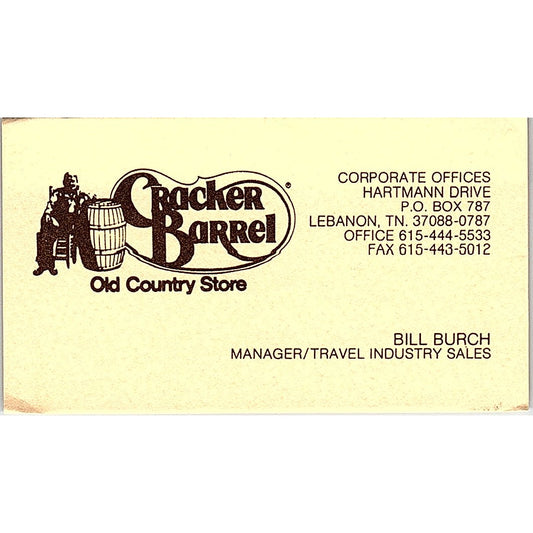 Cracker
Barrel®
Old Country Store
CORPORATE OFFICES
HARTMANN DRIVE
P.O. BOX 787
LEBANON, TN. 37088-0787
OFFICE 615-444-5533
FAX 615-443-5012
BILL BURCH
MANAGER/TRAVEL INDUSTRY SALES